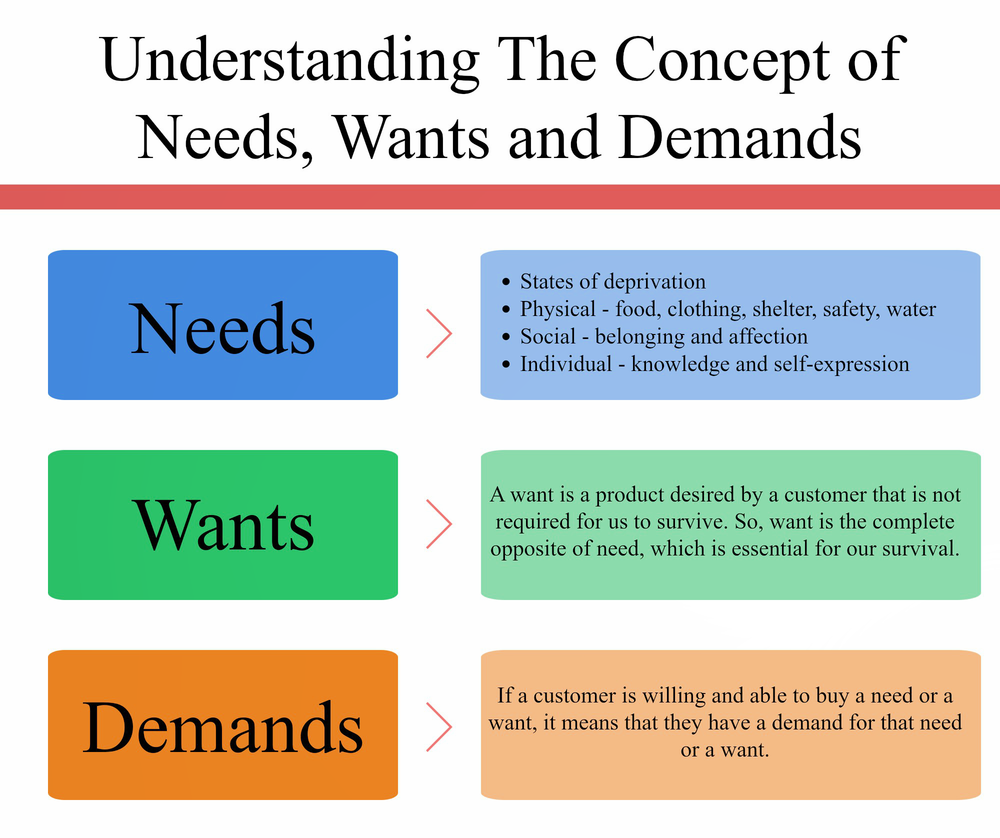 Understanding The Concept of
Needs, Wants and Demands
Needs
• States of deprivation
• Physical - food, clothing, shelter, safety, water
• Social - belonging and affection
• Individual - knowledge and self-expression
Wants
A want is a product desired by a customer that is not
required for us to survive. So, want is the complete
opposite of need, which is essential for our survival.
Demands
If a customer is willing and able to buy a need or a
want, it means that they have a demand for that need
or a want.